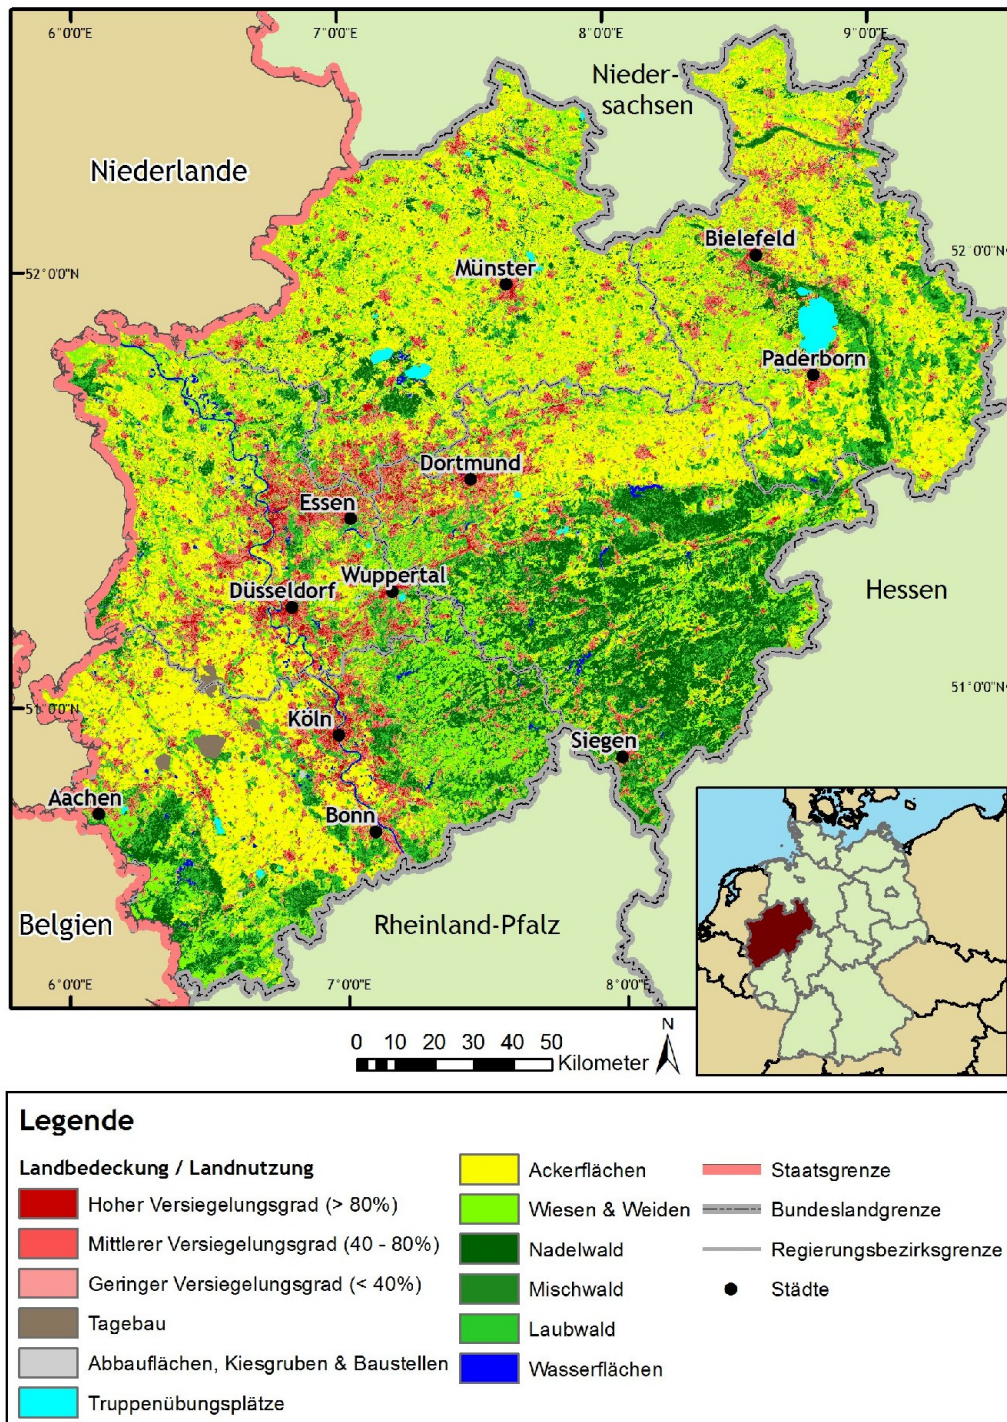 6°0'0"E
7°0'0"E
8°0'0"E
9°0'0"E
Nieder-
sachsen
Niederlande
Bielefeld
52°0'0"N
52°0'0"N
Münster
Paderborn
Dortmund
Essen
Wuppertal
Düsseldorf
Hessen
51°0'0"N
51°0'0"N
Köln
Siegen
Aachen
Bonn
Belgien
Rheinland-Pfalz
6°0'0"E
7°0'0"E
8°0'0"E
0 10 20 30 40 50
Kilometer
N
Legende
Landbedeckung / Landnutzung
Hoher Versiegelungsgrad (> 80%)
Mittlerer Versiegelungsgrad (40 - 80%)
Geringer Versiegelungsgrad (< 40%)
Tagebau
Abbauflächen, Kiesgruben & Baustellen
Truppenübungsplätze
Ackerflächen
Wiesen & Weiden
Nadelwald
Mischwald
Laubwald
Wasserflächen
Staatsgrenze
Bundeslandgrenze
Regierungsbezirksgrenze
Städte